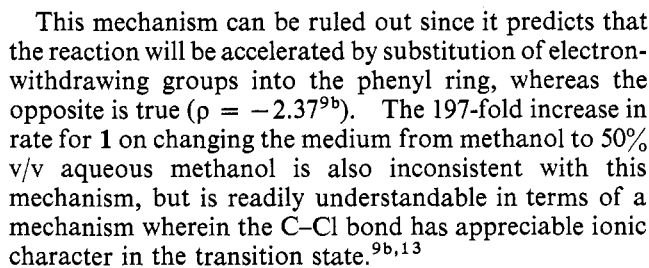 This mechanism can be ruled out since it predicts that
the reaction will be accelerated by substitution of electron-
withdrawing groups into the phenyl ring, whereas the
opposite is true (ρ = −2.37⁹ᵇ). The 197-fold increase in
rate for 1 on changing the medium from methanol to 50%
v/v aqueous methanol is also inconsistent with this
mechanism, but is readily understandable in terms of a
mechanism wherein the C–Cl bond has appreciable ionic
character in the transition state.⁹ᵇ,¹³